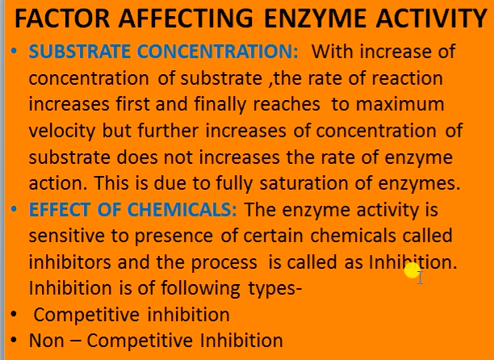 FACTOR AFFECTING ENZYME ACTIVITY
• SUBSTRATE CONCENTRATION: With increase of
concentration of substrate ,the rate of reaction
increases first and finally reaches to maximum
velocity but further increases of concentration of
substrate does not increases the rate of enzyme
action. This is due to fully saturation of enzymes.
• EFFECT OF CHEMICALS: The enzyme activity is
sensitive to presence of certain chemicals called
inhibitors and the process is called as Inhibition.
Inhibition is of following types-
• Competitive inhibition
• Non – Competitive Inhibition